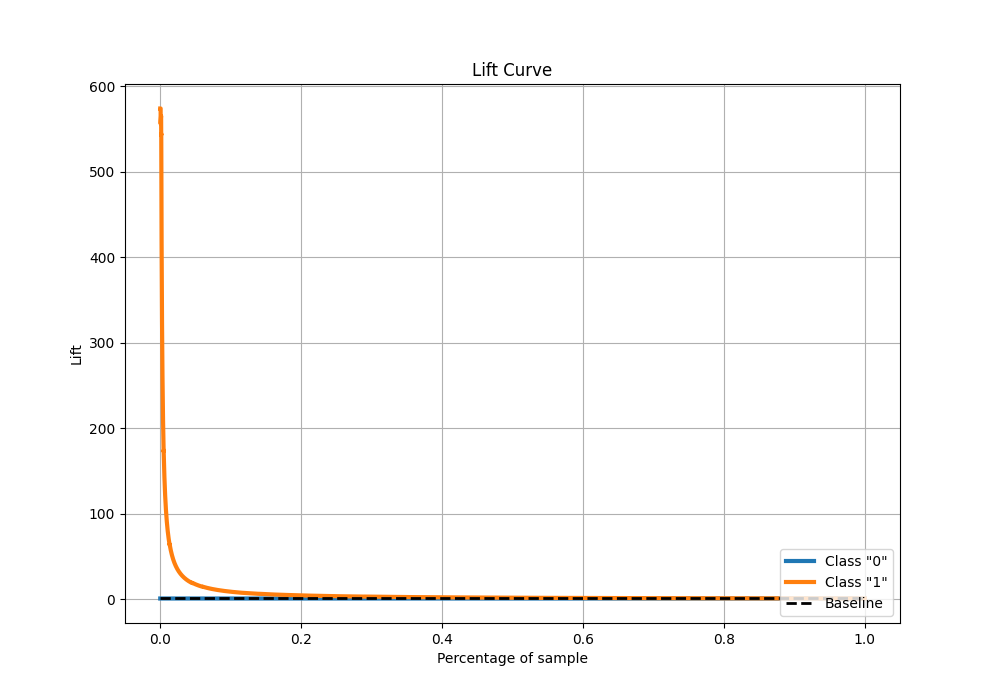 Lift Curve
600
500
400
300
200
100
0
Lift
0.0 0.2 0.4 0.6 0.8 1.0
Percentage of sample
Class "0"
Class "1"
Baseline